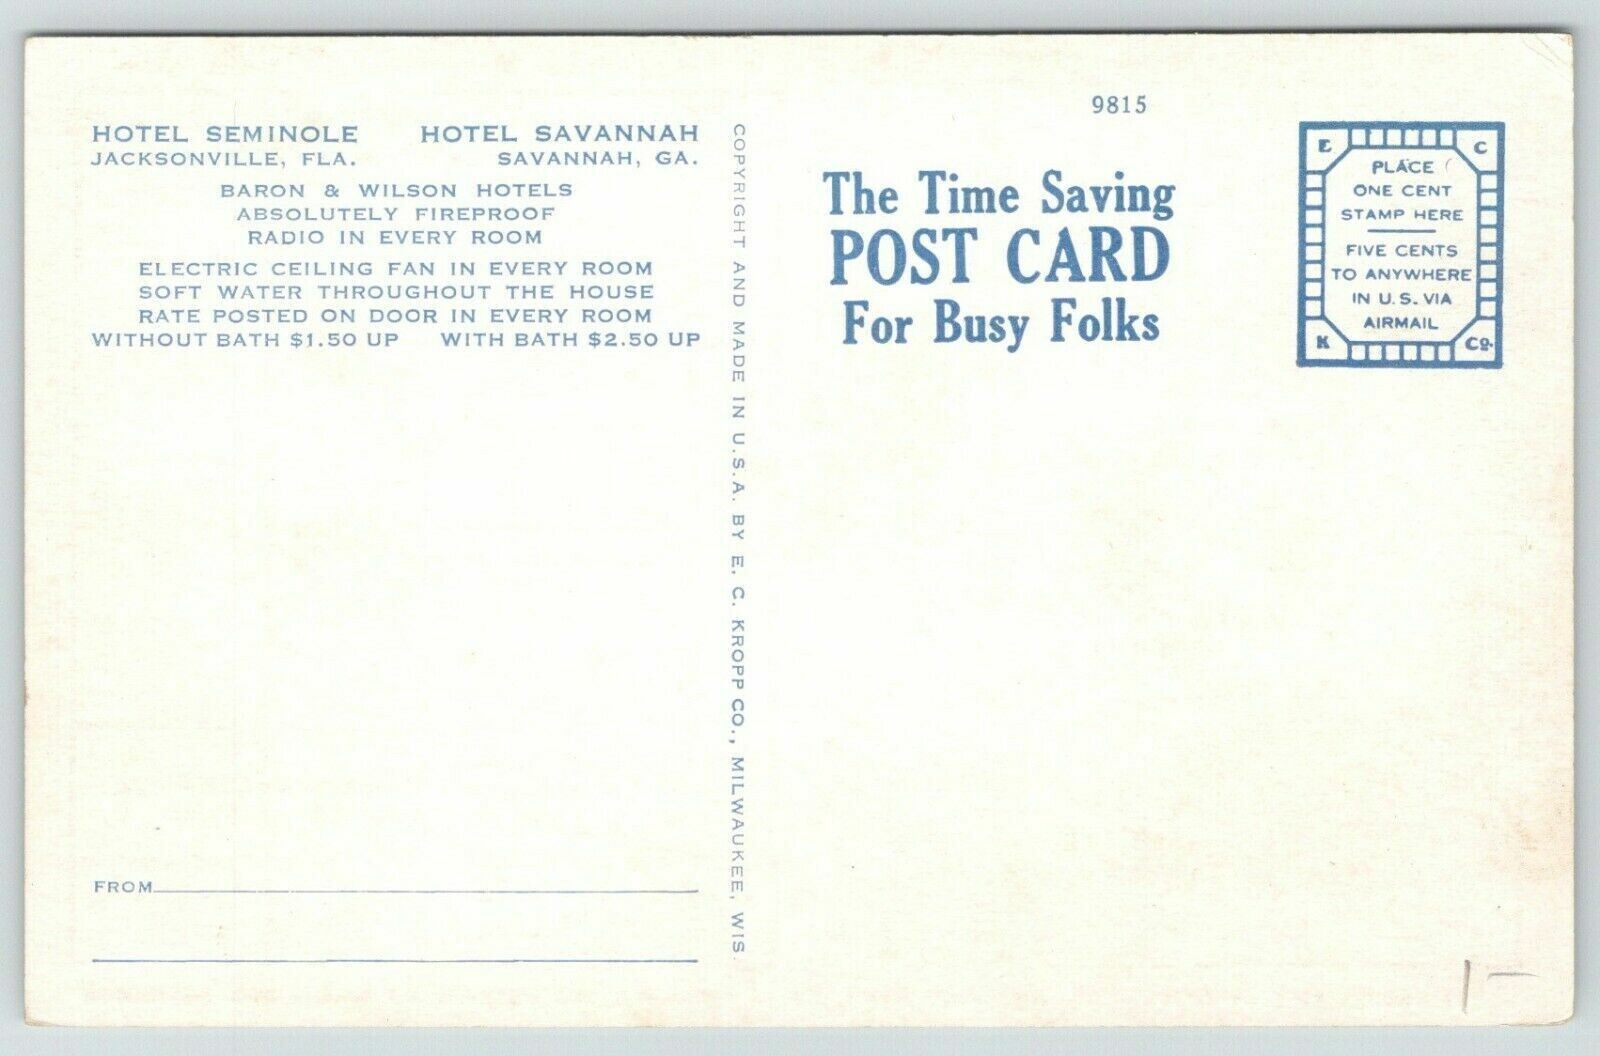 HOTEL SEMINOLE HOTEL SAVANNAH
JACKSONVILLE, FLA. SAVANNAH, GA.
BARON & WILSON HOTELS
ABSOLUTELY FIREPROOF
RADIO IN EVERY ROOM
ELECTRIC CEILING FAN IN EVERY ROOM
SOFT WATER THROUGHOUT THE HOUSE
RATE POSTED ON DOOR IN EVERY ROOM
WITHOUT BATH $1.50 UP WITH BATH $2.50 UP
FROM
COPYRIGHT AND MADE IN U.S.A. BY E. C. KROPP CO., MILWAUKEE, WIS.
9815
The Time Saving
POST CARD
For Busy Folks
E C
PLACE
ONE CENT
STAMP HERE
FIVE CENTS
TO ANYWHERE
IN U.S. VIA
AIRMAIL
K Co.
1-